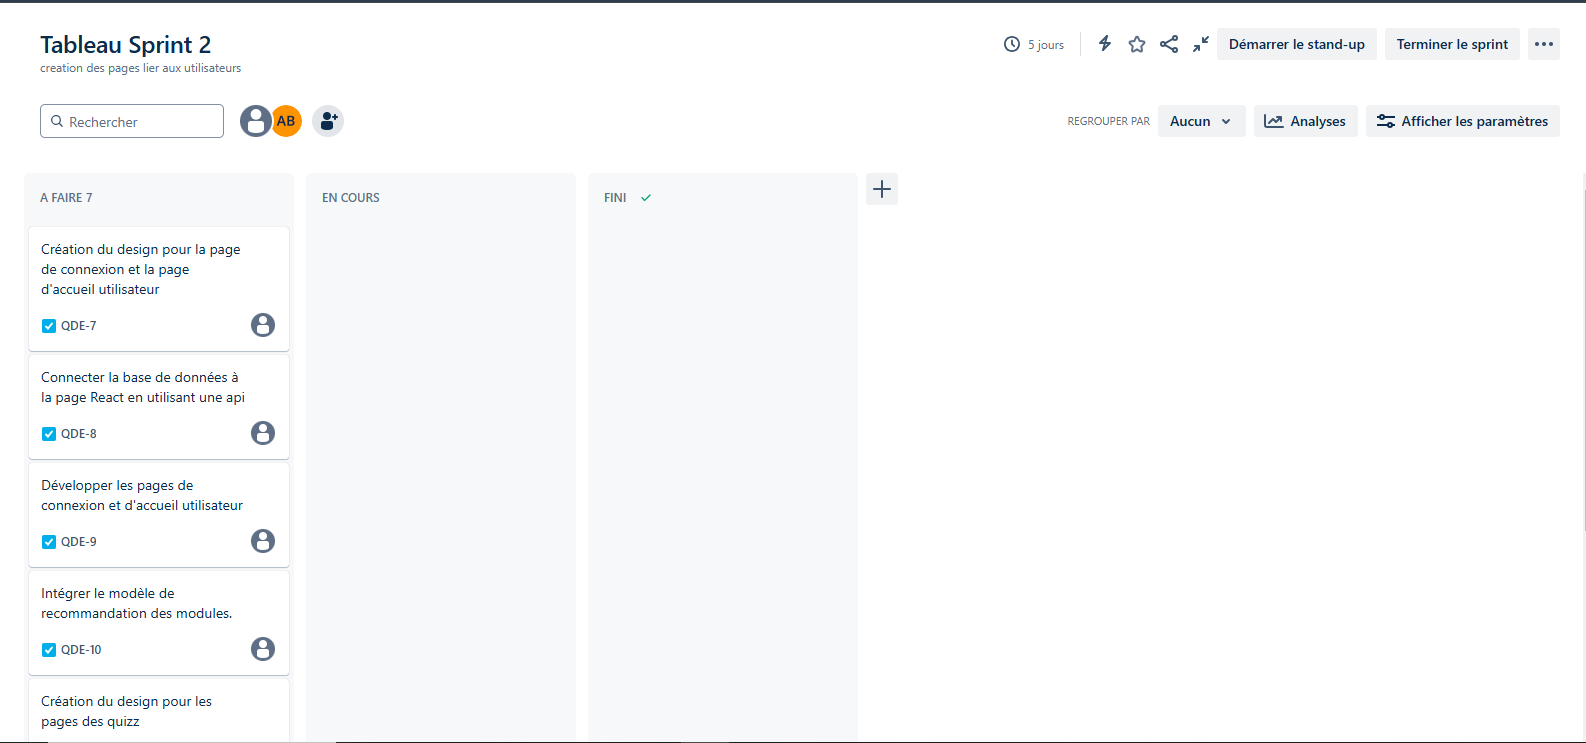 Tableau Sprint 2
creation des pages lier aux utilisateurs
5 jours
Démarrer le stand-up
Terminer le sprint
Rechercher
AB
REGROUPER PAR
Aucun
Analyses
Afficher les paramètres
A FAIRE 7
Création du design pour la page
de connexion et la page
d'accueil utilisateur
QDE-7
Connecter la base de données à
la page React en utilisant une api
QDE-8
Développer les pages de
connexion et d'accueil utilisateur
QDE-9
Intégrer le modèle de
recommandation des modules.
QDE-10
Création du design pour les
pages des quizz
EN COURS
FINI